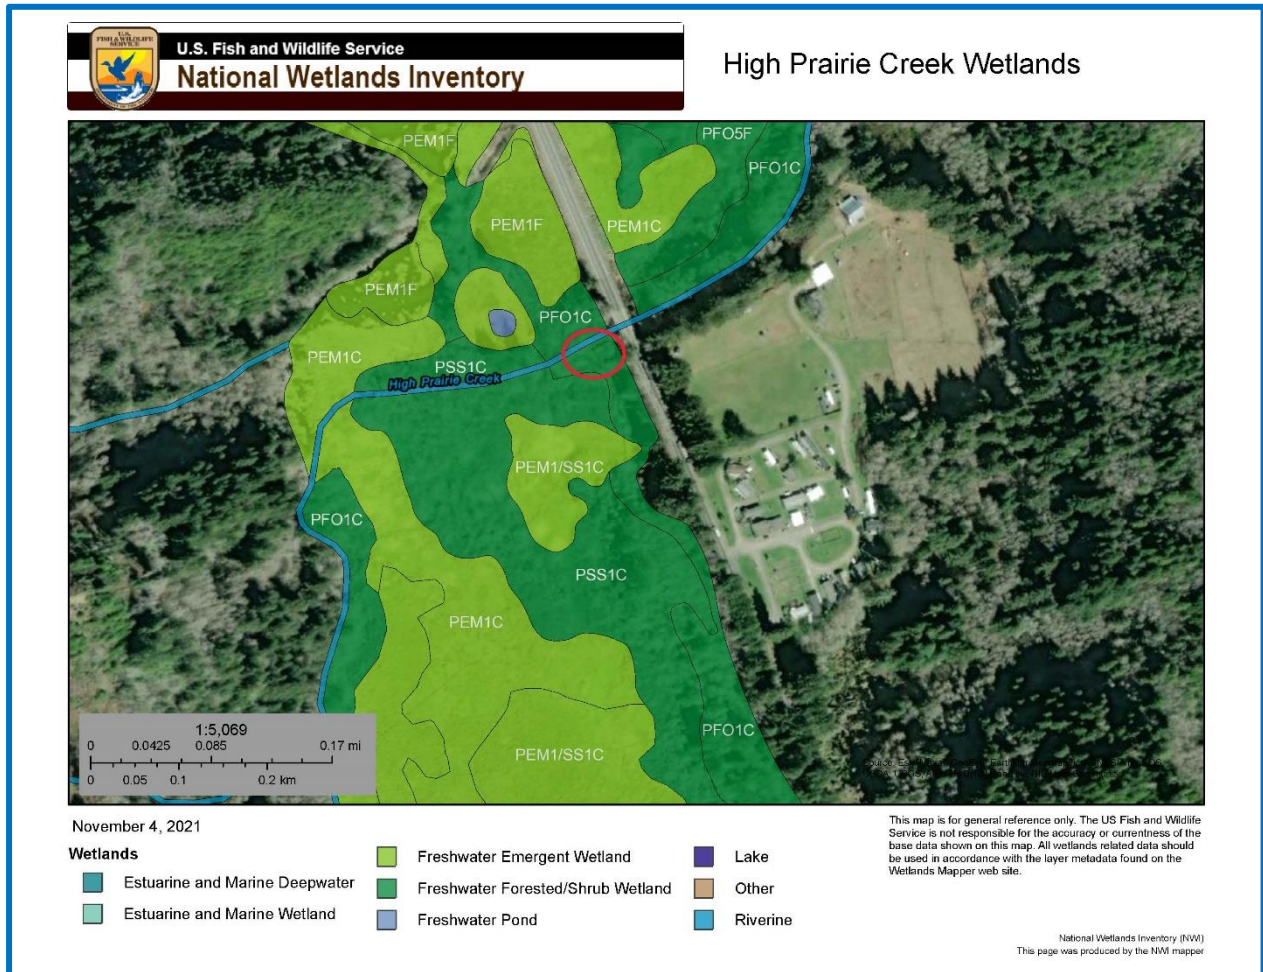 U.S.
FISH & WILDLIFE
SERVICE
U.S. Fish and Wildlife Service
National Wetlands Inventory
High Prairie Creek Wetlands
PFO5F
PEM1F
PFO1C
PEM1F
PEM1C
PEM1F
PFO1C
PEM1C
PSS1C
High Prairie Creek
PEM1/SS1C
PFO1C
PSS1C
PEM1C
PFO1C
PEM1/SS1C
1:5,069
0 0.0425 0.085 0.17 mi
0 0.05 0.1 0.2 km
November 4, 2021
Wetlands
Estuarine and Marine Deepwater
Estuarine and Marine Wetland
Freshwater Emergent Wetland
Freshwater Forested/Shrub Wetland
Freshwater Pond
Lake
Other
Riverine
This map is for general reference only. The US Fish and Wildlife
Service is not responsible for the accuracy or currentness of the
base data shown on this map. All wetlands related data should
be used in accordance with the layer metadata found on the
Wetlands Mapper web site.
National Wetlands Inventory (NWI)
This page was produced by the NWI mapper